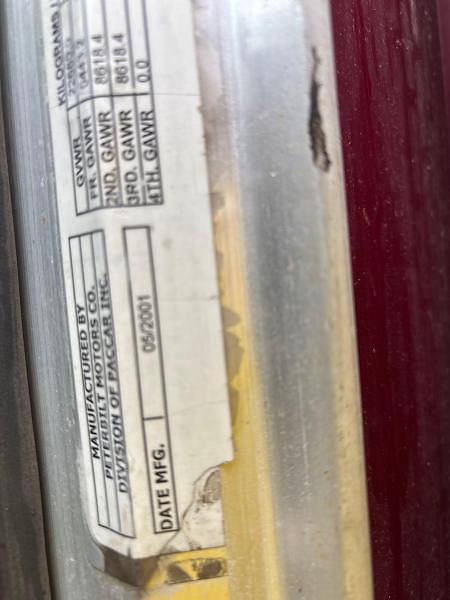 MANUFACTURED BY
PETERBILT MOTORS CO.
DIVISION OF PACCAR INC.
DATE MFG. 05/2001
KILOGRAMS
GVWR
FR. GAWR
2ND. GAWR 8618.4
3RD. GAWR 8618.4
4TH. GAWR 0.0